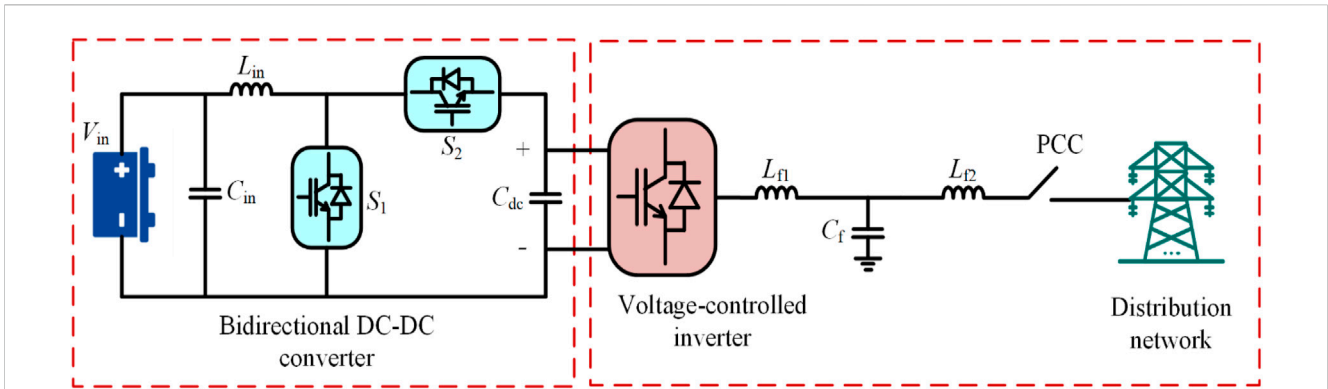 V_in
+
-
C_in
L_in
S_1
S_2
+
C_dc
-
Bidirectional DC-DC
converter
Voltage-controlled
inverter
L_f1
C_f
L_f2
PCC
...
Distribution
network